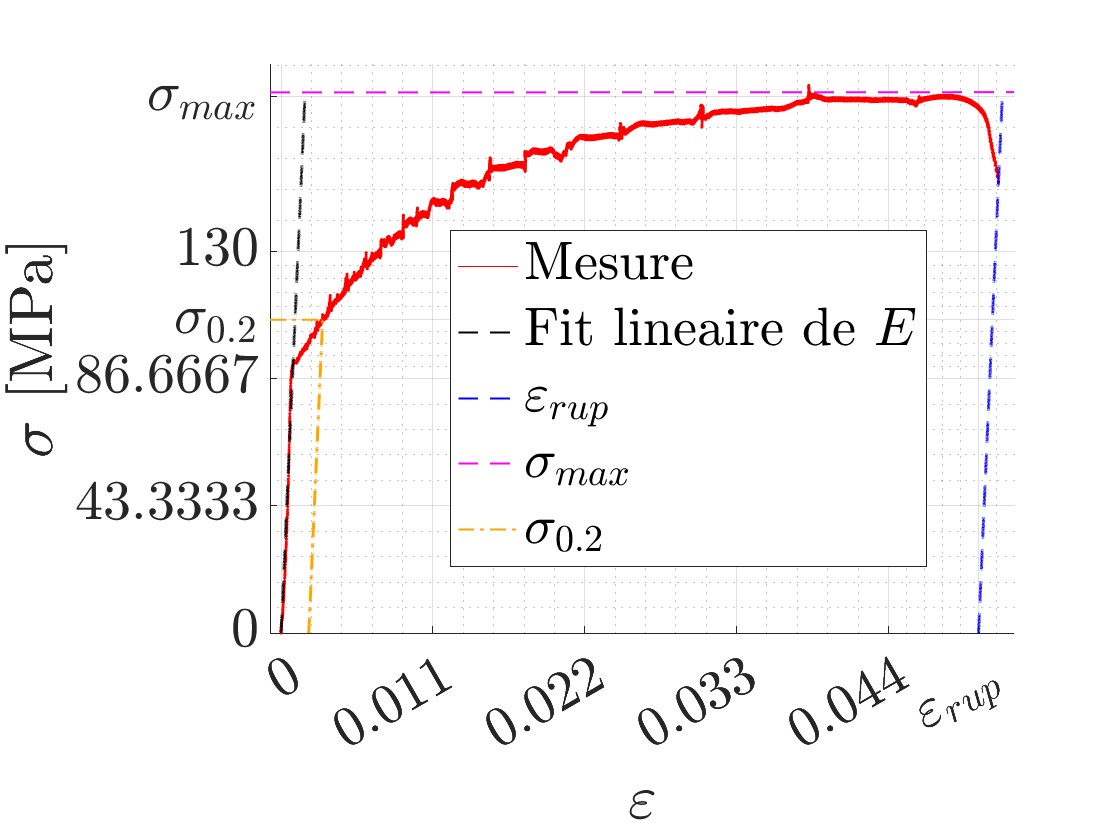 σ_max
130
σ_0.2
86.6667
43.3333
0
σ [MPa]
Mesure
Fit lineaire de E
ε_rup
σ_max
σ_0.2
0
0.011
0.022
0.033
0.044
ε_rup
ε